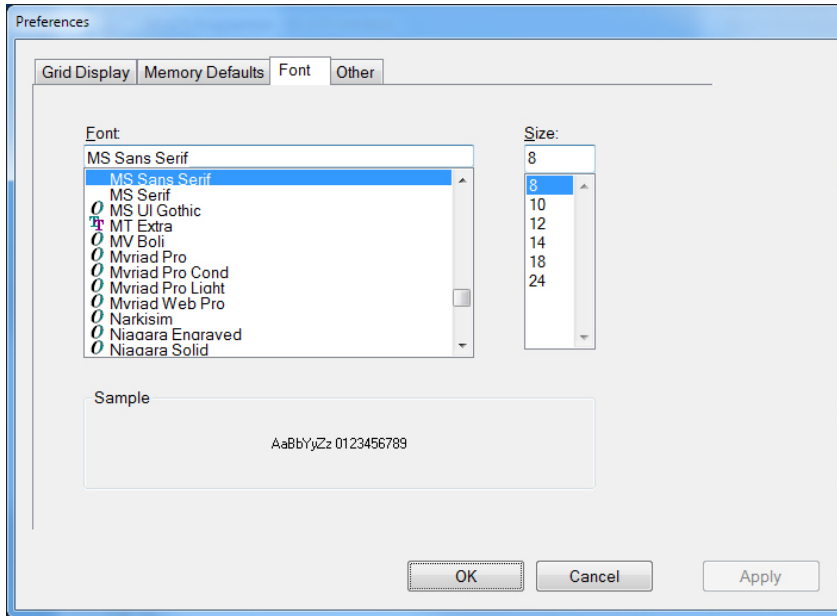 Preferences
Grid Display Memory Defaults Font Other
Font: Size:
MS Sans Serif 8
MS Sans Serif 8
MS Serif 10
MS UI Gothic 12
MT Extra 14
MV Boli 18
Myriad Pro 24
Myriad Pro Cond
Myriad Pro Light
Myriad Web Pro
Narkisim
Niagara Engraved
Niagara Solid
Sample
AaBbYyZz 0123456789
OK Cancel Apply